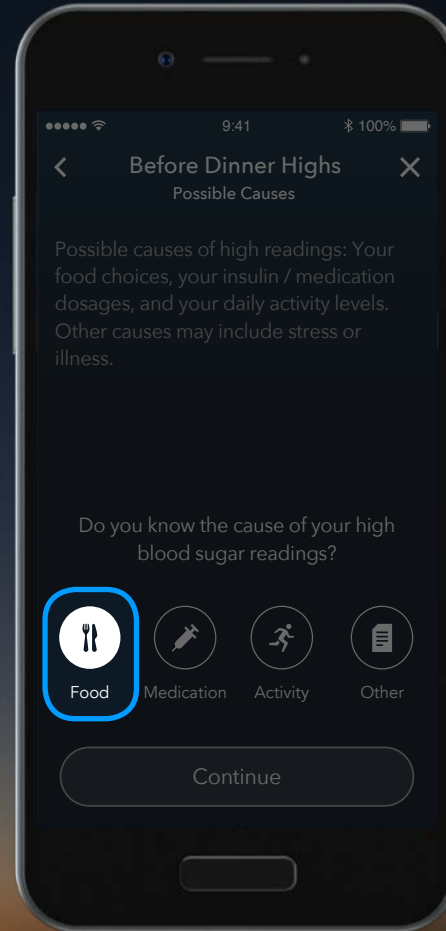 9:41
100%
Before Dinner Highs
Possible Causes
Possible causes of high readings: Your
food choices, your insulin / medication
dosages, and your daily activity levels.
Other causes may include stress or
illness.
Do you know the cause of your high
blood sugar readings?
Food
Medication
Activity
Other
Continue